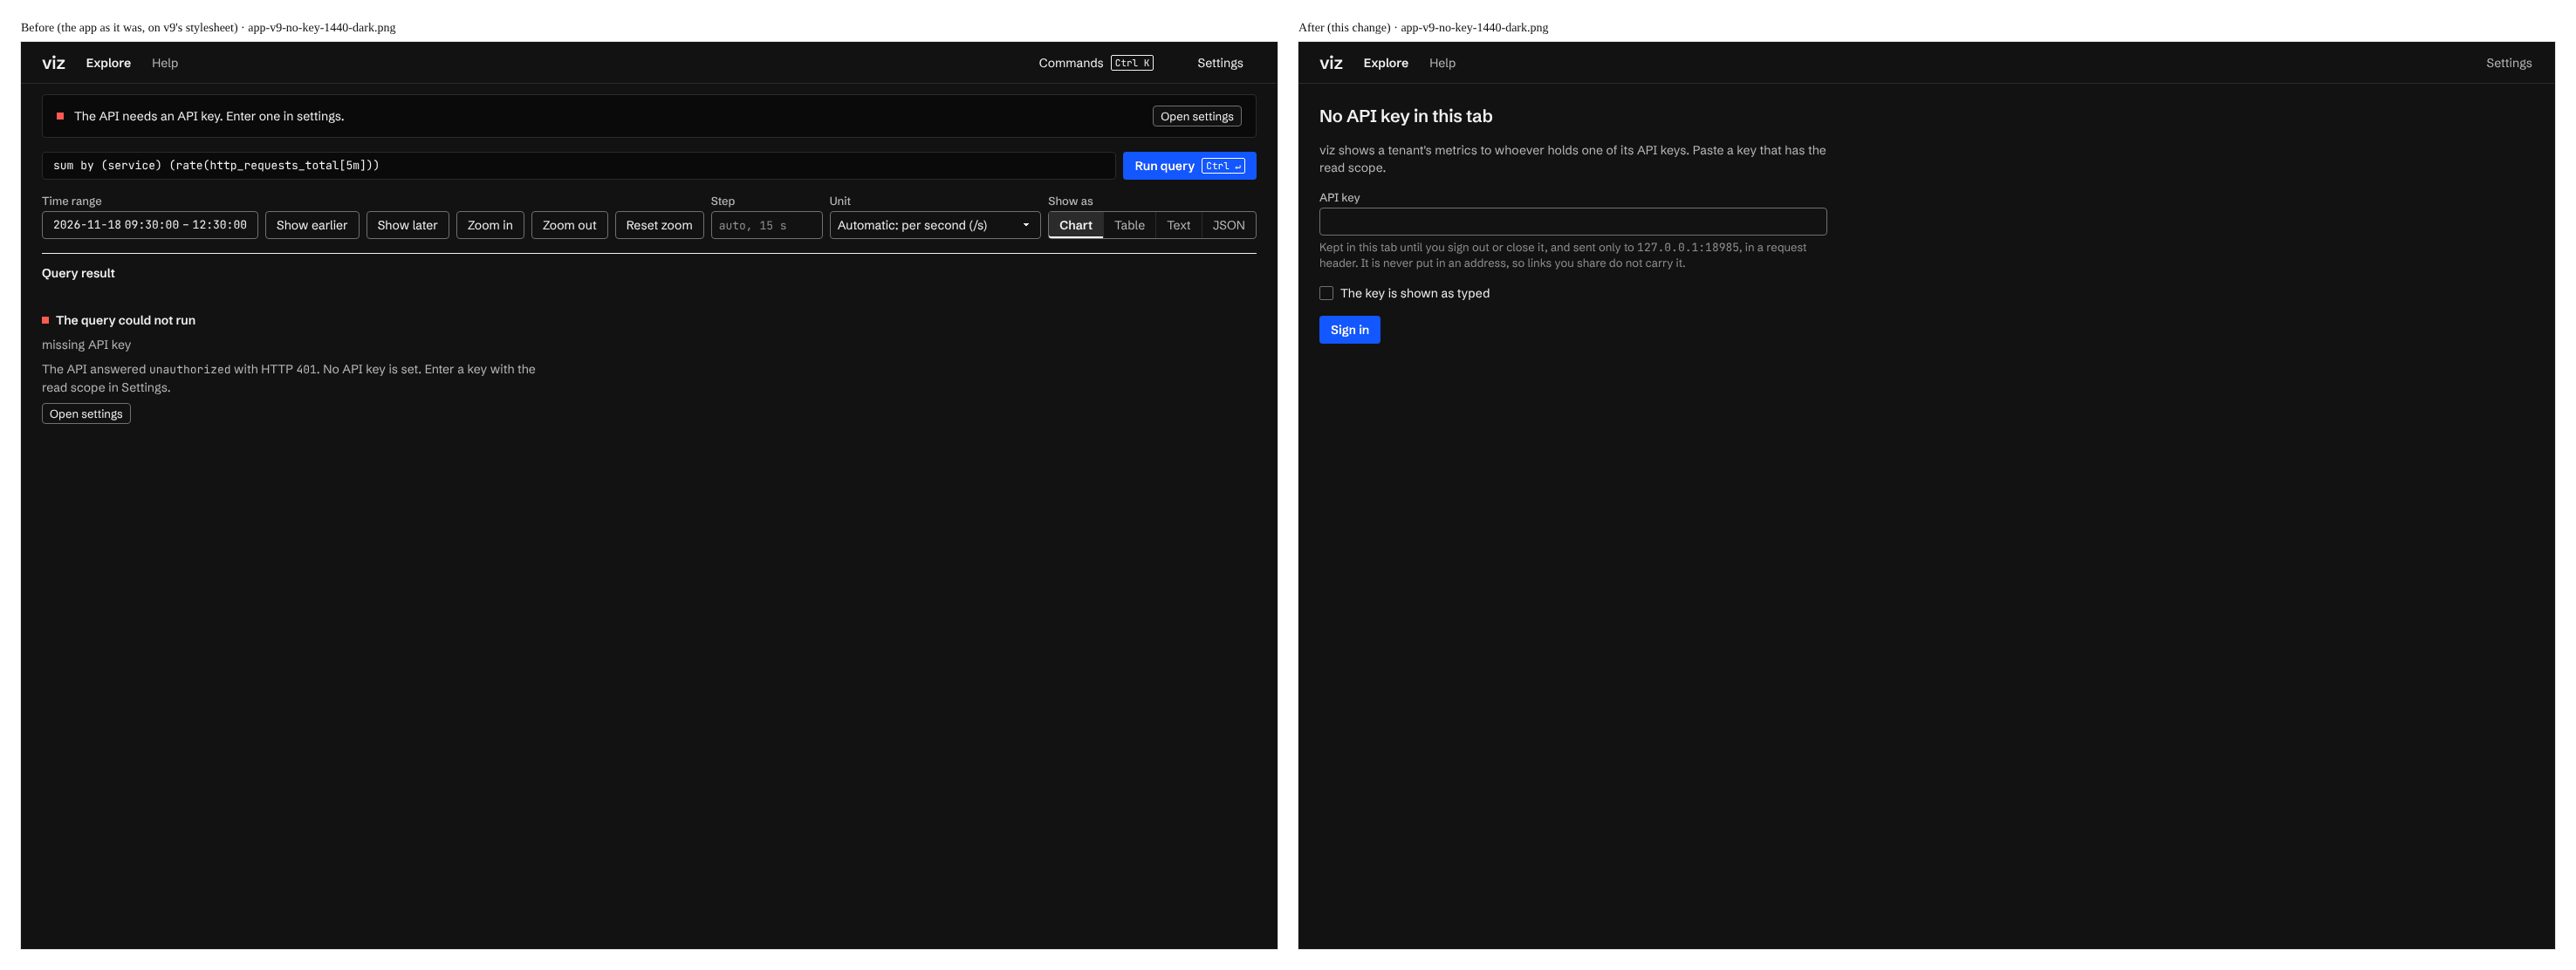 Before (the app as it was, on v9's stylesheet) · app-v9-no-key-1440-dark.png
viz Explore Help Commands Ctrl K Settings
The API needs an API key. Enter one in settings. Open settings
sum by (service) (rate(http_requests_total[5m])) Run query Ctrl ↵
Time range Step Unit Show as
2026-11-18 09:30:00 – 12:30:00 Show earlier Show later Zoom in Zoom out Reset zoom auto, 15 s Automatic: per second (/s) Chart Table Text JSON
Query result
The query could not run
missing API key
The API answered unauthorized with HTTP 401. No API key is set. Enter a key with the
read scope in Settings.
Open settings
After (this change) · app-v9-no-key-1440-dark.png
viz Explore Help Settings
No API key in this tab
viz shows a tenant's metrics to whoever holds one of its API keys. Paste a key that has the
read scope.
API key
Kept in this tab until you sign out or close it, and sent only to 127.0.0.1:18985, in a request
header. It is never put in an address, so links you share do not carry it.
The key is shown as typed
Sign in